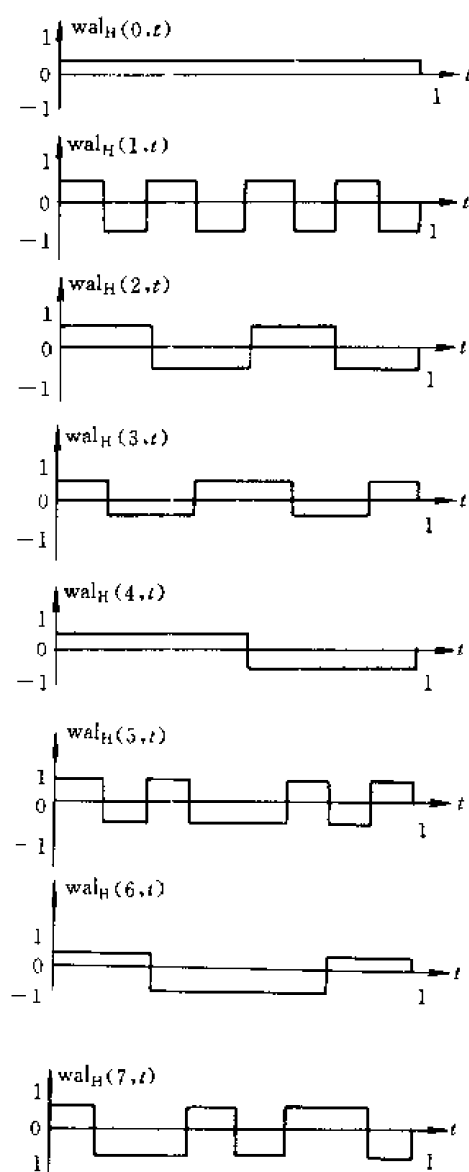 1 wal_H(0,t)
0 t
−1 1
wal_H(1,t)
1
0 t
−1 1
wal_H(2,t)
1
0 t
−1 1
wal_H(3,t)
1
0 t
−1 1
wal_H(4,t)
1
0 t
−1 1
wal_H(5,t)
1
0 t
−1 1
wal_H(6,t)
1
0 t
−1 1
wal_H(7,t)
1
0 t
1 1